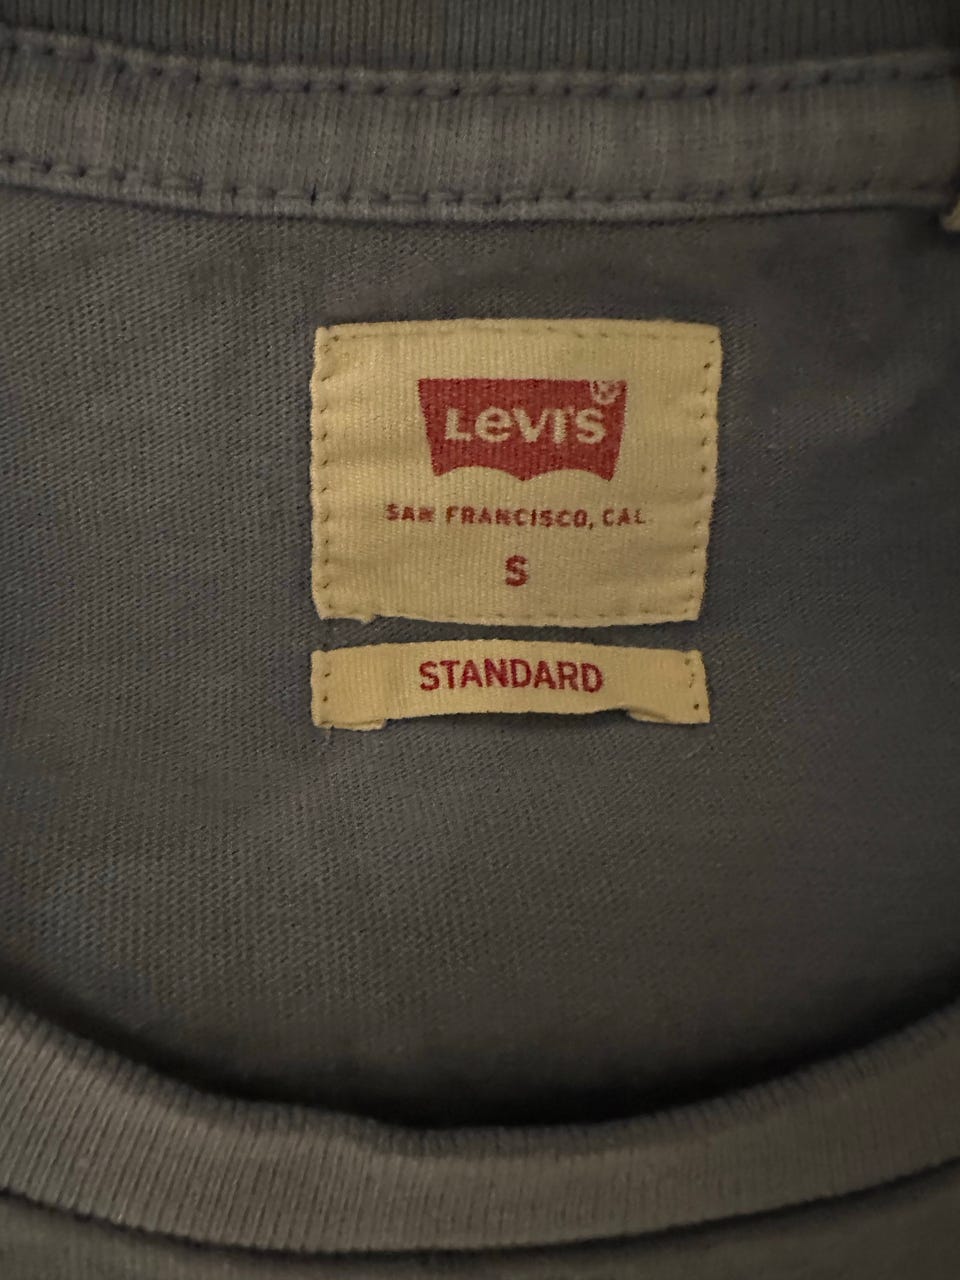 Levi's
SAN FRANCISCO, CAL
S
STANDARD